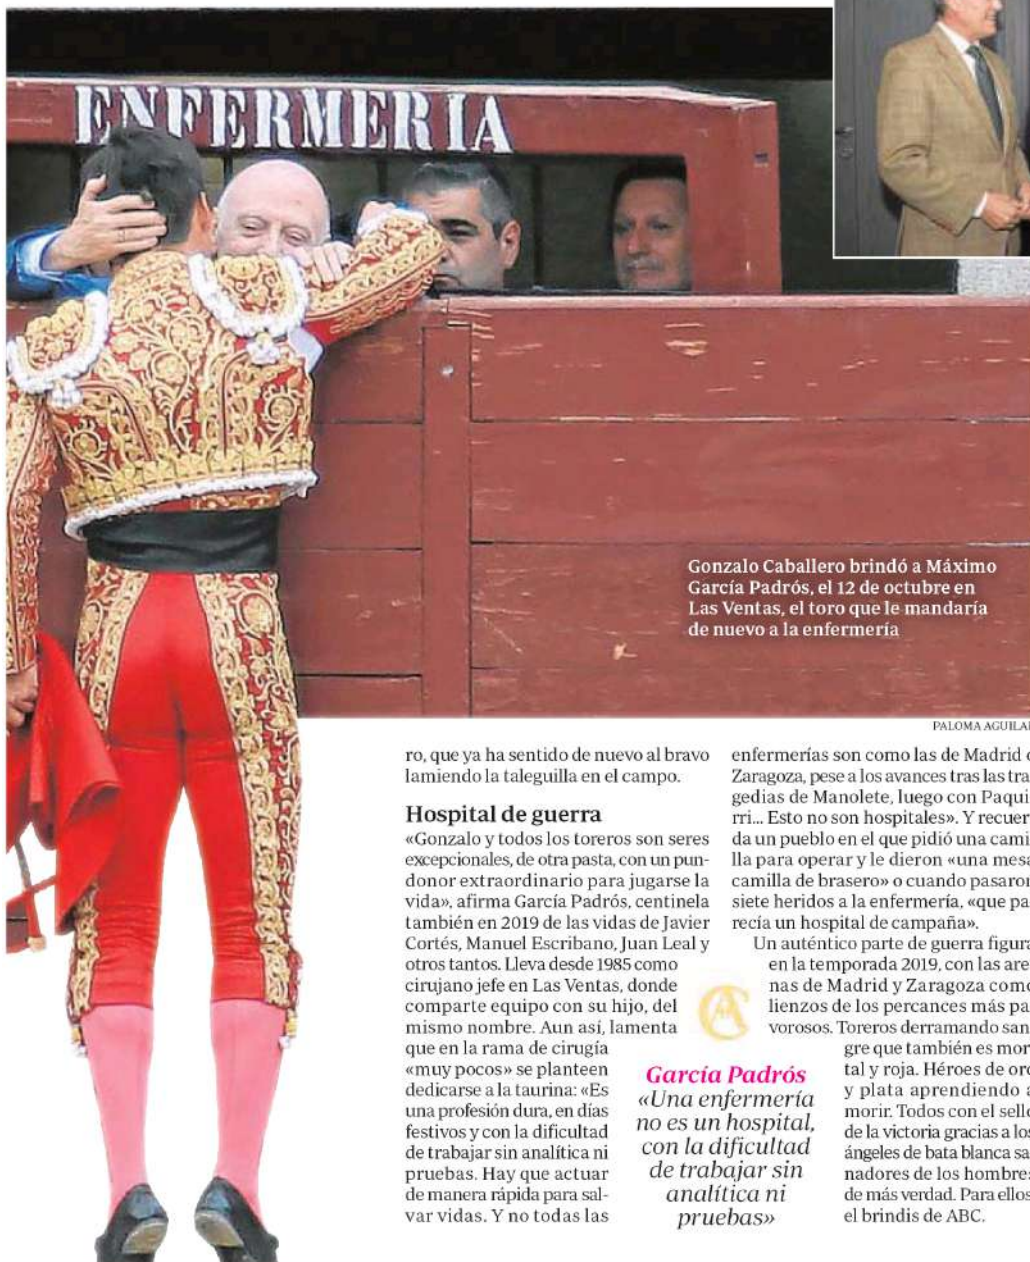 ENFERMERIA
Gonzalo Caballero brindó a Máximo
García Padrós, el 12 de octubre en
Las Ventas, el toro que le mandaría
de nuevo a la enfermería
PALOMA AGUILAR
ro, que ya ha sentido de nuevo al bravo
lamiendo la taleguilla en el campo.
Hospital de guerra
«Gonzalo y todos los toreros son seres
excepcionales, de otra pasta, con un pun-
donor extraordinario para jugarse la
vida», afirma García Padrós, centinela
también en 2019 de las vidas de Javier
Cortés, Manuel Escribano, Juan Leal y
otros tantos. Lleva desde 1985 como
cirujano jefe en Las Ventas, donde
comparte equipo con su hijo, del
mismo nombre. Aun así, lamenta
que en la rama de cirugía
«muy pocos» se planteen
dedicarse a la taurina: «Es
una profesión dura, en días
festivos y con la dificultad
de trabajar sin analítica ni
pruebas. Hay que actuar
de manera rápida para sal-
var vidas. Y no todas las
enfermerías son como las de Madrid o
Zaragoza, pese a los avances tras las tra-
gedias de Manolete, luego con Paqui-
rri... Esto no son hospitales». Y recuer-
da un pueblo en el que pidió una cami-
lla para operar y le dieron «una mesa
camilla de brasero» o cuando pasaron
siete heridos a la enfermería, «que pa-
recía un hospital de campaña».
Un auténtico parte de guerra figura
en la temporada 2019, con las are-
nas de Madrid y Zaragoza como
lienzos de los percances más pa-
vorosos. Toreros derramando san-
gre que también es mor-
tal y roja. Héroes de oro
y plata aprendiendo a
morir. Todos con el sello
de la victoria gracias a los
ángeles de bata blanca sa-
nadores de los hombres
de más verdad. Para ellos,
el brindis de ABC.
García Padrós
«Una enfermería
no es un hospital,
con la dificultad
de trabajar sin
analítica ni
pruebas»